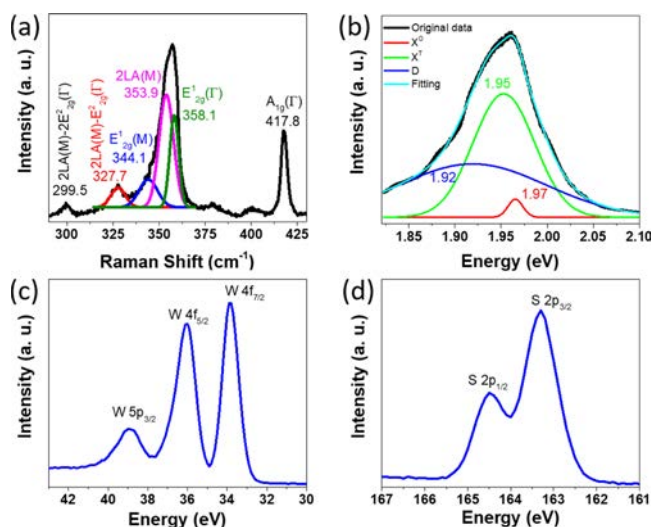 (a)
Intensity (a. u.)
2LA(M)-2E²₂g(Γ)
299.5
2LA(M)-E²₂g(Γ)
327.7
E¹₂g(M)
344.1
2LA(M)
353.9
E¹₂g(Γ)
358.1
A₁g(Γ)
417.8
300 325 350 375 400 425
Raman Shift (cm⁻¹)
(b)
Intensity (a. u.)
Original data
X⁰
Xᵀ
D
Fitting
1.95
1.92
1.97
1.85 1.90 1.95 2.00 2.05 2.10
Energy (eV)
(c)
Intensity (a. u.)
W 5p₃/₂
W 4f₅/₂
W 4f₇/₂
42 40 38 36 34 32 30
Energy (eV)
(d)
Intensity (a. u.)
S 2p₁/₂
S 2p₃/₂
167 166 165 164 163 162 161
Energy (eV)